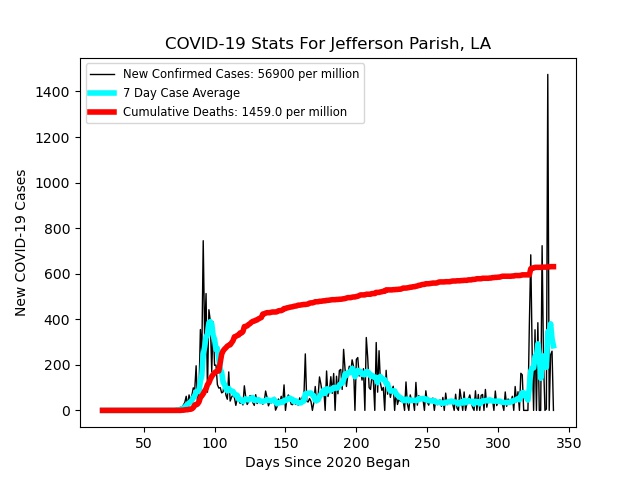 COVID-19 Stats For Jefferson Parish, LA
New Confirmed Cases: 56900 per million
7 Day Case Average
Cumulative Deaths: 1459.0 per million
New COVID-19 Cases
1400
1200
1000
800
600
400
200
0
50
100
150
200
250
300
350
Days Since 2020 Began